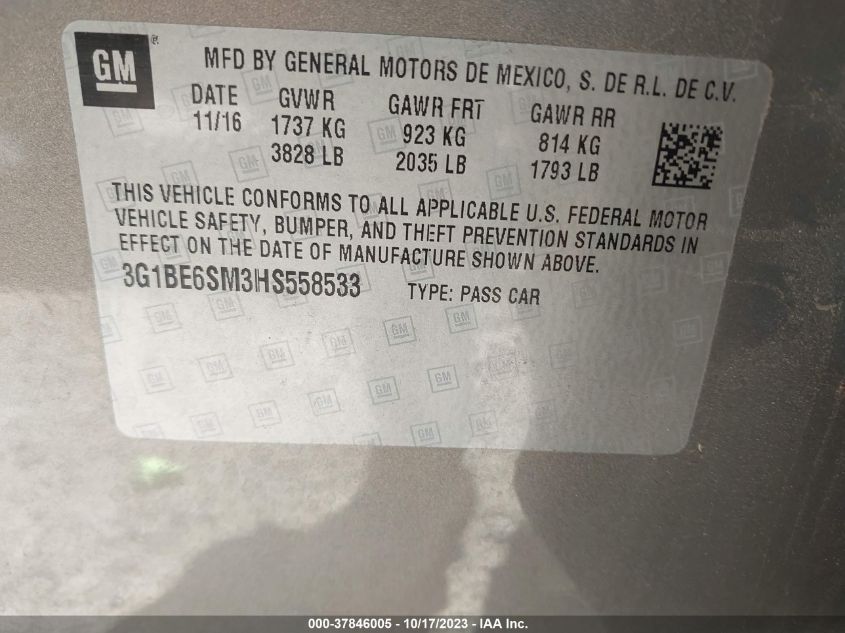 GM ®
MFD BY GENERAL MOTORS DE MEXICO, S. DE R.L. DE C.V.
DATE GVWR GAWR FRT GAWR RR
11/16 1737 KG 923 KG 814 KG
3828 LB 2035 LB 1793 LB
THIS VEHICLE CONFORMS TO ALL APPLICABLE U.S. FEDERAL MOTOR
VEHICLE SAFETY, BUMPER, AND THEFT PREVENTION STANDARDS IN
EFFECT ON THE DATE OF MANUFACTURE SHOWN ABOVE.
3G1BE6SM3HS558533 TYPE: PASS CAR
000-37846005 - 10/17/2023 - IAA Inc.